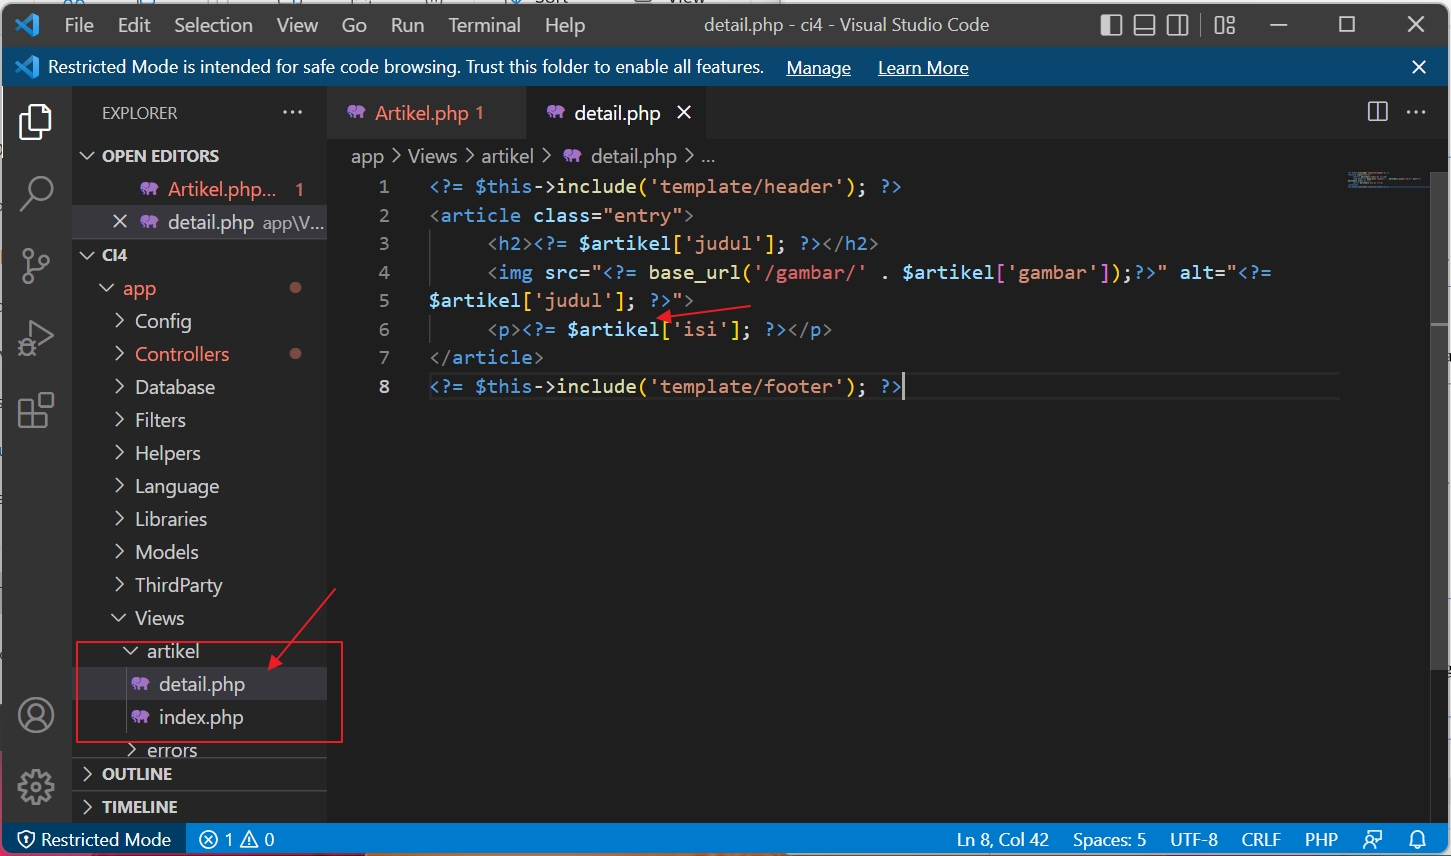 File Edit Selection View Go Run Terminal Help detail.php - ci4 - Visual Studio Code
Restricted Mode is intended for safe code browsing. Trust this folder to enable all features. Manage Learn More
EXPLORER ...
Artikel.php 1
detail.php
OPEN EDITORS
Artikel.php... 1
detail.php app\V...
CI4
app
Config
Controllers
Database
Filters
Helpers
Language
Libraries
Models
ThirdParty
Views
artikel
detail.php
index.php
errors
OUTLINE
TIMELINE
app > Views > artikel > detail.php > ...
1 <?= $this->include('template/header'); ?>
2 <article class="entry">
3 <h2><?= $artikel['judul']; ?></h2>
4 <img src="<?= base_url('/gambar/' . $artikel['gambar']);?>" alt="<?=
5 $artikel['judul']; ?>">
6 <p><?= $artikel['isi']; ?></p>
7 </article>
8 <?= $this->include('template/footer'); ?>
Restricted Mode 1 0 Ln 8, Col 42 Spaces: 5 UTF-8 CRLF PHP